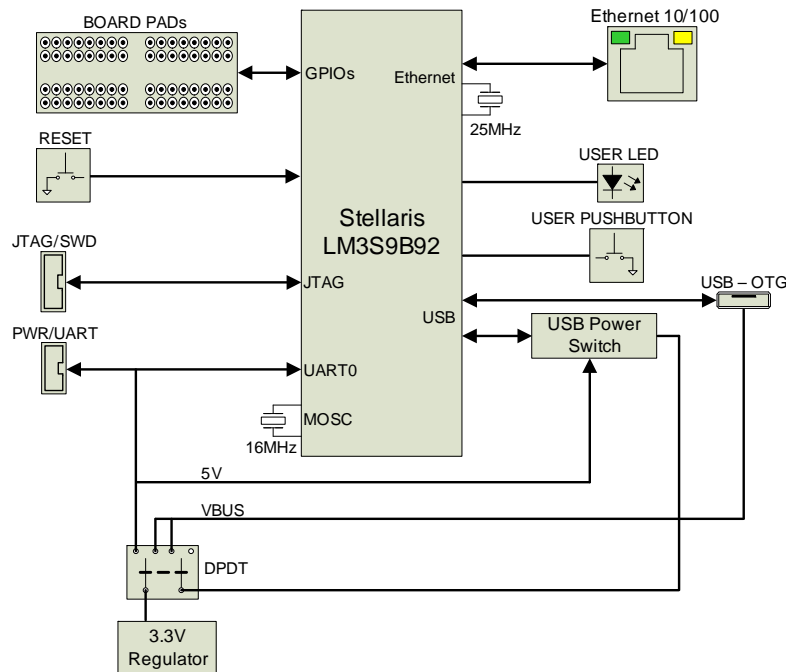 BOARD PADs
Ethernet 10/100
GPIOs
Ethernet
25MHz
RESET
USER LED
Stellaris
LM3S9B92
USER PUSHBUTTON
JTAG/SWD
JTAG
USB – OTG
USB
USB Power
Switch
PWR/UART
UART0
MOSC
16MHz
5V
VBUS
DPDT
3.3V
Regulator